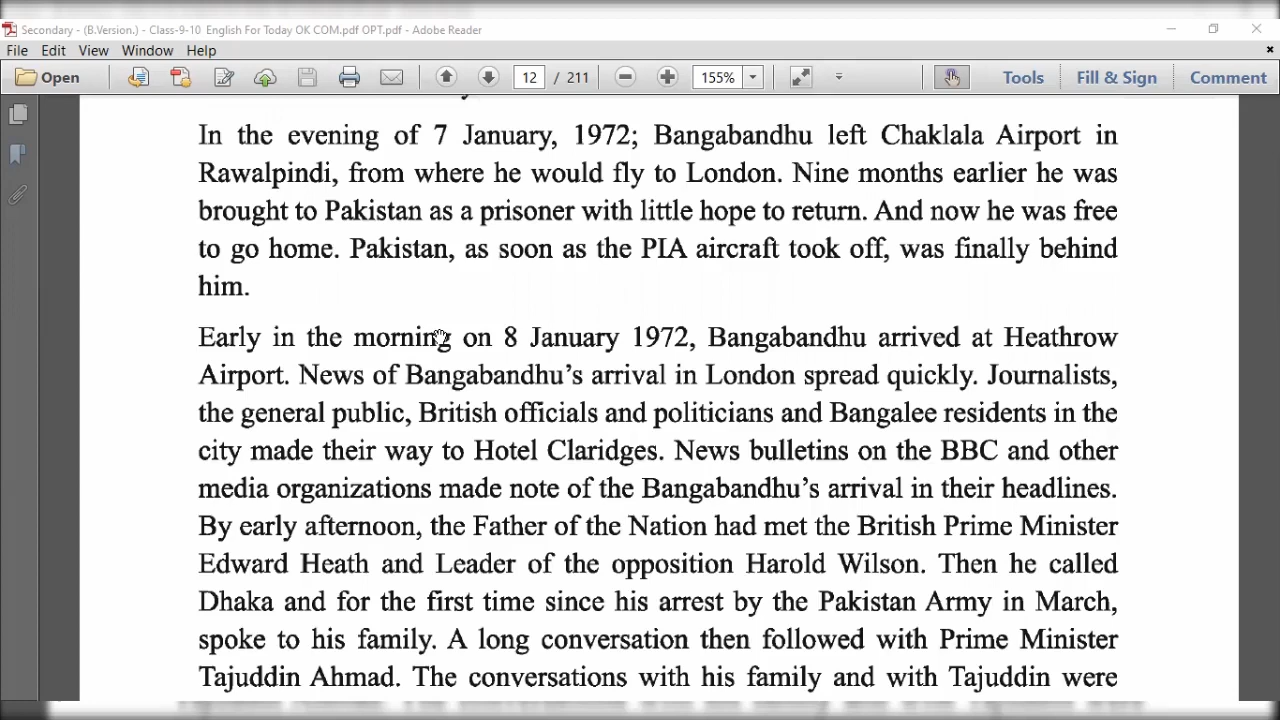 Secondary - (B.Version.) - Class-9-10 English For Today OK COM.pdf OPT.pdf - Adobe Reader
File Edit View Window Help
Open 12 / 211 155% Tools Fill & Sign Comment
In the evening of 7 January, 1972; Bangabandhu left Chaklala Airport in
Rawalpindi, from where he would fly to London. Nine months earlier he was
brought to Pakistan as a prisoner with little hope to return. And now he was free
to go home. Pakistan, as soon as the PIA aircraft took off, was finally behind
him.
Early in the morning on 8 January 1972, Bangabandhu arrived at Heathrow
Airport. News of Bangabandhu’s arrival in London spread quickly. Journalists,
the general public, British officials and politicians and Bangalee residents in the
city made their way to Hotel Claridges. News bulletins on the BBC and other
media organizations made note of the Bangabandhu’s arrival in their headlines.
By early afternoon, the Father of the Nation had met the British Prime Minister
Edward Heath and Leader of the opposition Harold Wilson. Then he called
Dhaka and for the first time since his arrest by the Pakistan Army in March,
spoke to his family. A long conversation then followed with Prime Minister
Tajuddin Ahmad. The conversations with his family and with Tajuddin were